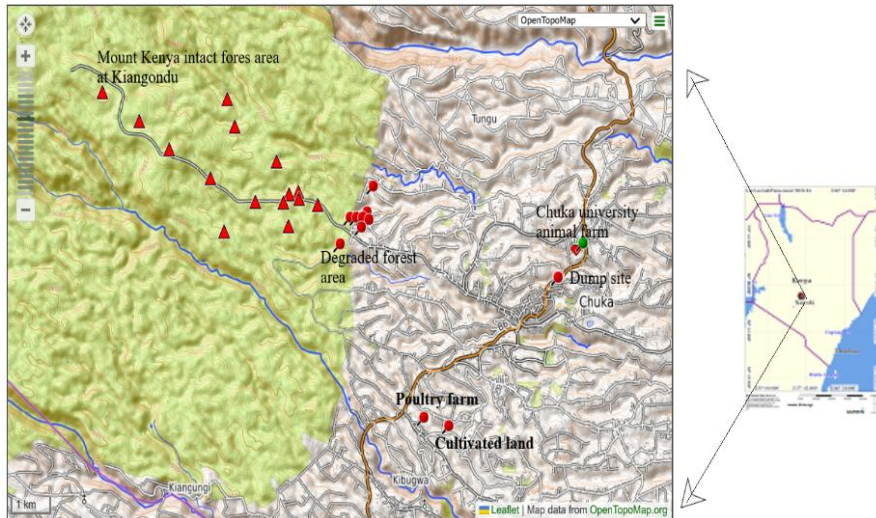 OpenTopoMap
Mount Kenya intact fores area
at Kiangondu
Tungu
Chuka university
animal farm
Degraded forest
area
Dump site
Chuka
Poultry farm
Cultivated land
Kibugwa
Kiangungi
1 km
Leaflet | Map data from OpenTopoMap.org
Kenya
Nairobi